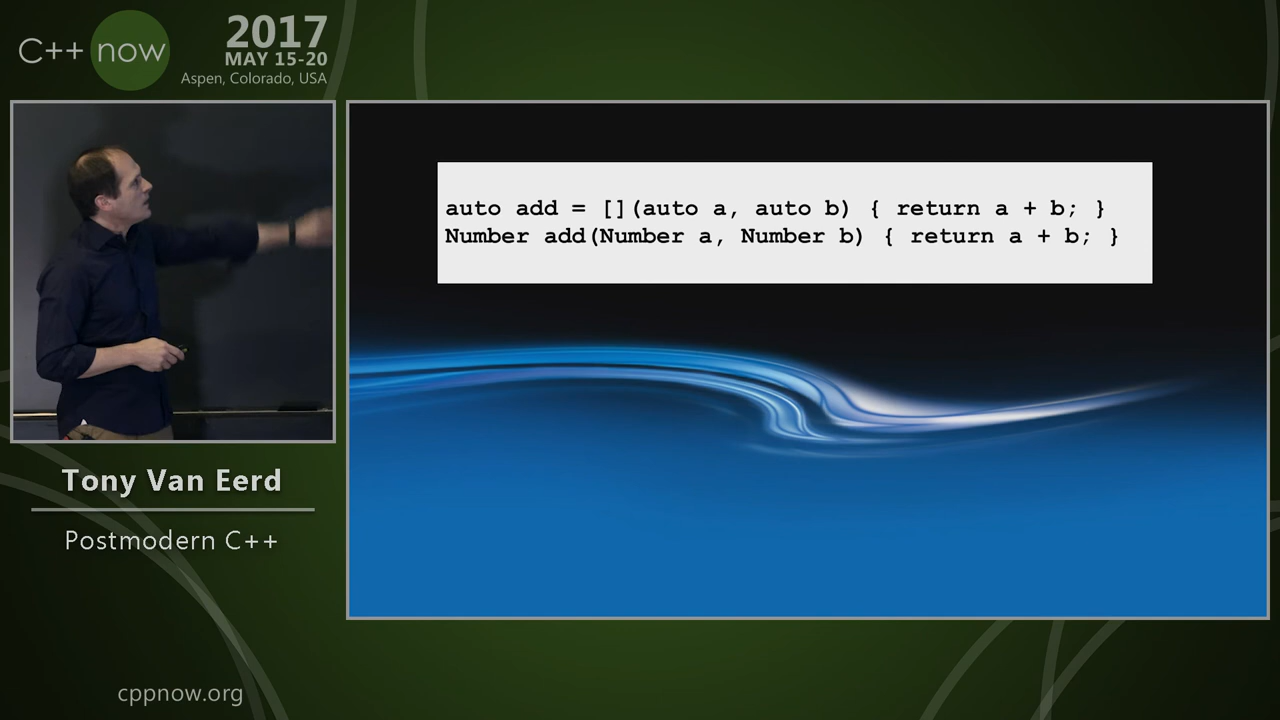 C++ now
2017
MAY 15-20
Aspen, Colorado, USA
auto add = [](auto a, auto b) { return a + b; }
Number add(Number a, Number b) { return a + b; }
Tony Van Eerd
Postmodern C++
cppnow.org